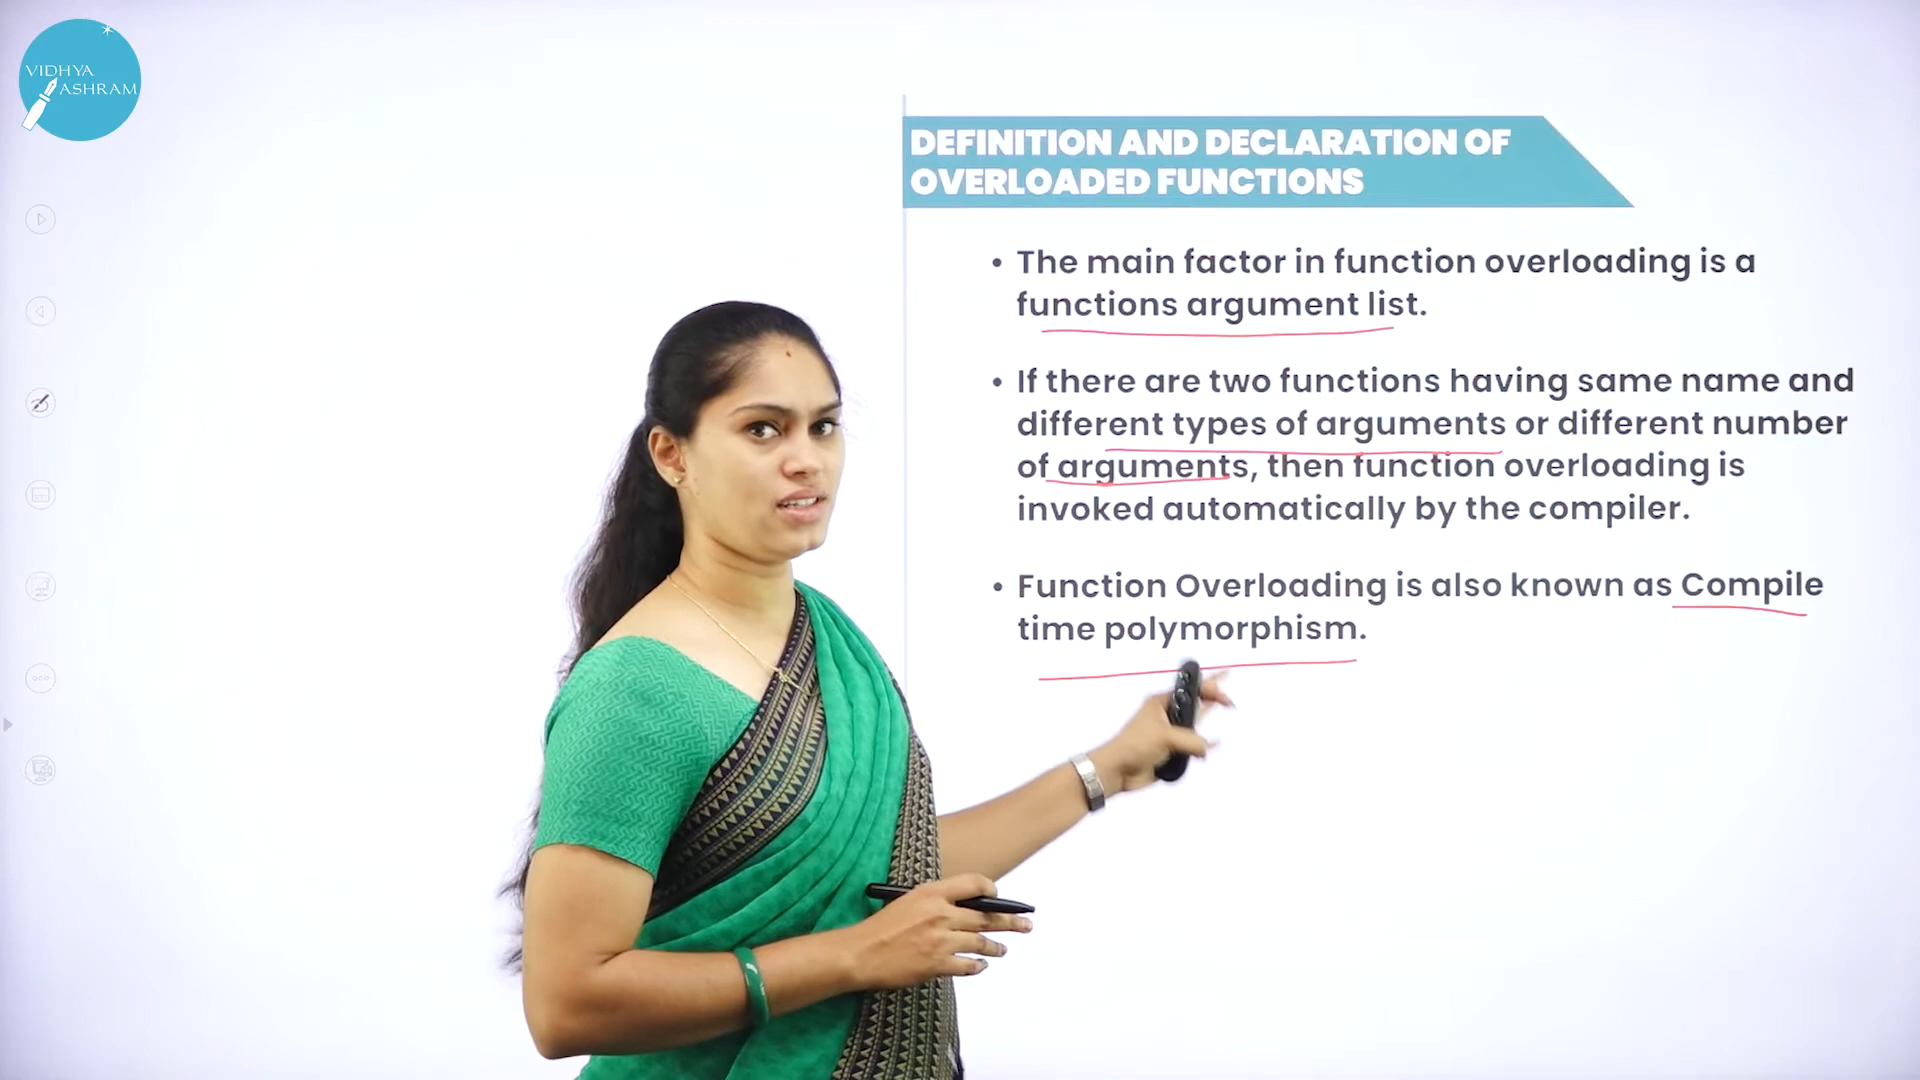 VIDHYA
ASHRAM
DEFINITION AND DECLARATION OF
OVERLOADED FUNCTIONS
• The main factor in function overloading is a
functions argument list.
• If there are two functions having same name and
different types of arguments or different number
of arguments, then function overloading is
invoked automatically by the compiler.
• Function Overloading is also known as Compile
time polymorphism.